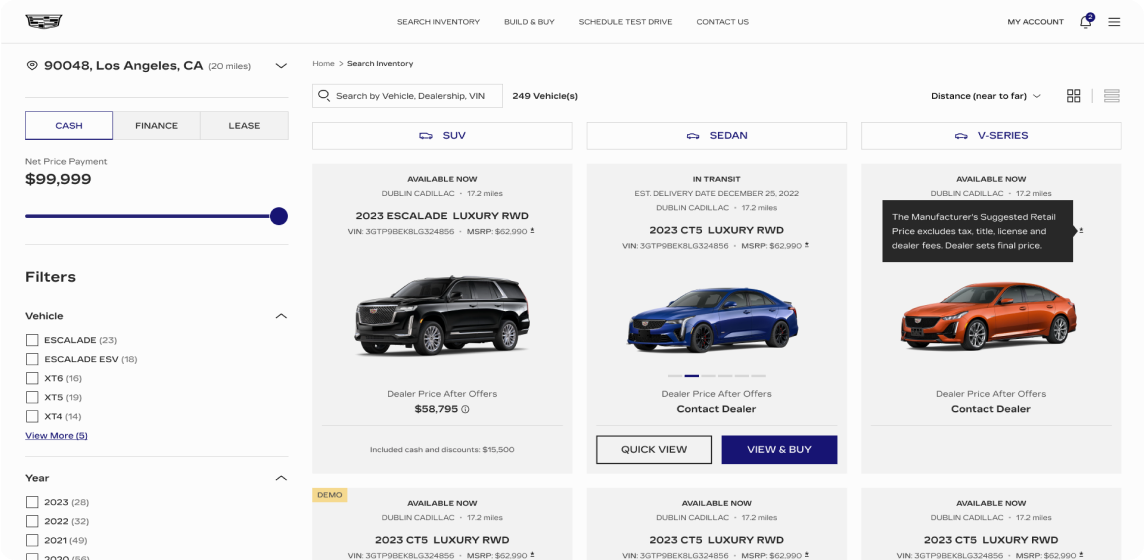 SEARCH INVENTORY
BUILD & BUY
SCHEDULE TEST DRIVE
CONTACT US
MY ACCOUNT
2
90048, Los Angeles, CA (20 miles)
CASH
FINANCE
LEASE
Net Price Payment
$99,999
Filters
Vehicle
ESCALADE (23)
ESCALADE ESV (18)
XT6 (16)
XT5 (19)
XT4 (14)
View More (5)
Year
2023 (28)
2022 (32)
2021 (49)
2020 (56)
Home > Search Inventory
Search by Vehicle, Dealership, VIN
249 Vehicle(s)
Distance (near to far)
SUV
SEDAN
V-SERIES
AVAILABLE NOW
DUBLIN CADILLAC • 17.2 miles
2023 ESCALADE LUXURY RWD
VIN: 3GTP9BEK8LG324856 • MSRP: $62,990 *
Dealer Price After Offers
$58,795
Included cash and discounts: $15,500
IN TRANSIT
EST. DELIVERY DATE DECEMBER 25, 2022
DUBLIN CADILLAC • 17.2 miles
2023 CT5 LUXURY RWD
VIN: 3GTP9BEK8LG324856 • MSRP: $62,990 *
Dealer Price After Offers
Contact Dealer
QUICK VIEW
VIEW & BUY
AVAILABLE NOW
DUBLIN CADILLAC • 17.2 miles
The Manufacturer's Suggested Retail
Price excludes tax, title, license and
dealer fees. Dealer sets final price.
Dealer Price After Offers
Contact Dealer
DEMO
AVAILABLE NOW
DUBLIN CADILLAC • 17.2 miles
2023 CT5 LUXURY RWD
VIN: 3GTP9BEK8LG324856 • MSRP: $62,990 *
AVAILABLE NOW
DUBLIN CADILLAC • 17.2 miles
2023 CT5 LUXURY RWD
VIN: 3GTP9BEK8LG324856 • MSRP: $62,990 *
AVAILABLE NOW
DUBLIN CADILLAC • 17.2 miles
2023 CT5 LUXURY RWD
VIN: 3GTP9BEK8LG324856 • MSRP: $62,990 *